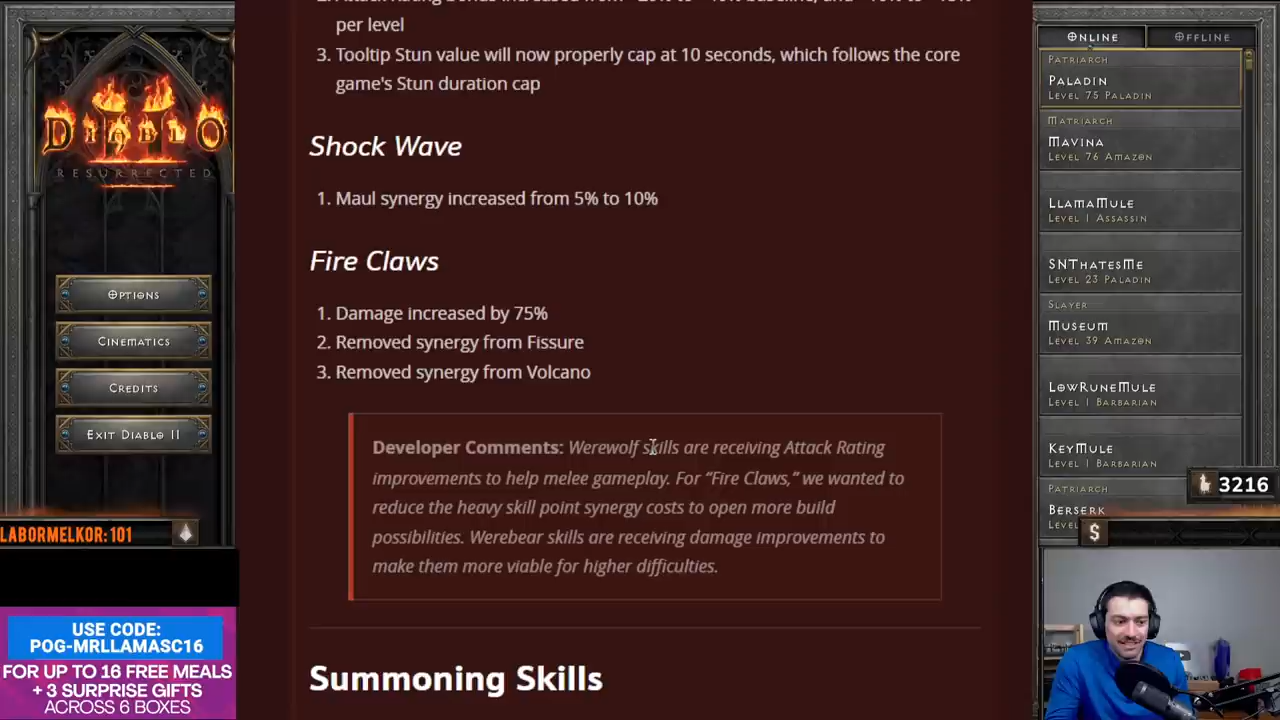 per level
3. Tooltip Stun value will now properly cap at 10 seconds, which follows the core
game's Stun duration cap
Shock Wave
1. Maul synergy increased from 5% to 10%
Fire Claws
1. Damage increased by 75%
2. Removed synergy from Fissure
3. Removed synergy from Volcano
Developer Comments: Werewolf skills are receiving Attack Rating
improvements to help melee gameplay. For “Fire Claws,” we wanted to
reduce the heavy skill point synergy costs to open more build
possibilities. Werebear skills are receiving damage improvements to
make them more viable for higher difficulties.
Summoning Skills
DIABLO II
RESURRECTED
Options
Cinematics
Credits
Exit Diablo II
LABORMELKOR: 101
USE CODE:
POG-MRLLAMASC16
FOR UP TO 16 FREE MEALS
+ 3 SURPRISE GIFTS
ACROSS 6 BOXES
Online
Offline
Patriarch
Paladin
Level 75 Paladin
Matriarch
Mavina
Level 76 Amazon
LlamaMule
Level 1 Assassin
SNThatesMe
Level 23 Paladin
Slayer
Museum
Level 39 Amazon
LowRuneMule
Level 1 Barbarian
KeyMule
Level 1 Barbarian
Patriarch
Berserk
Level
3216
$